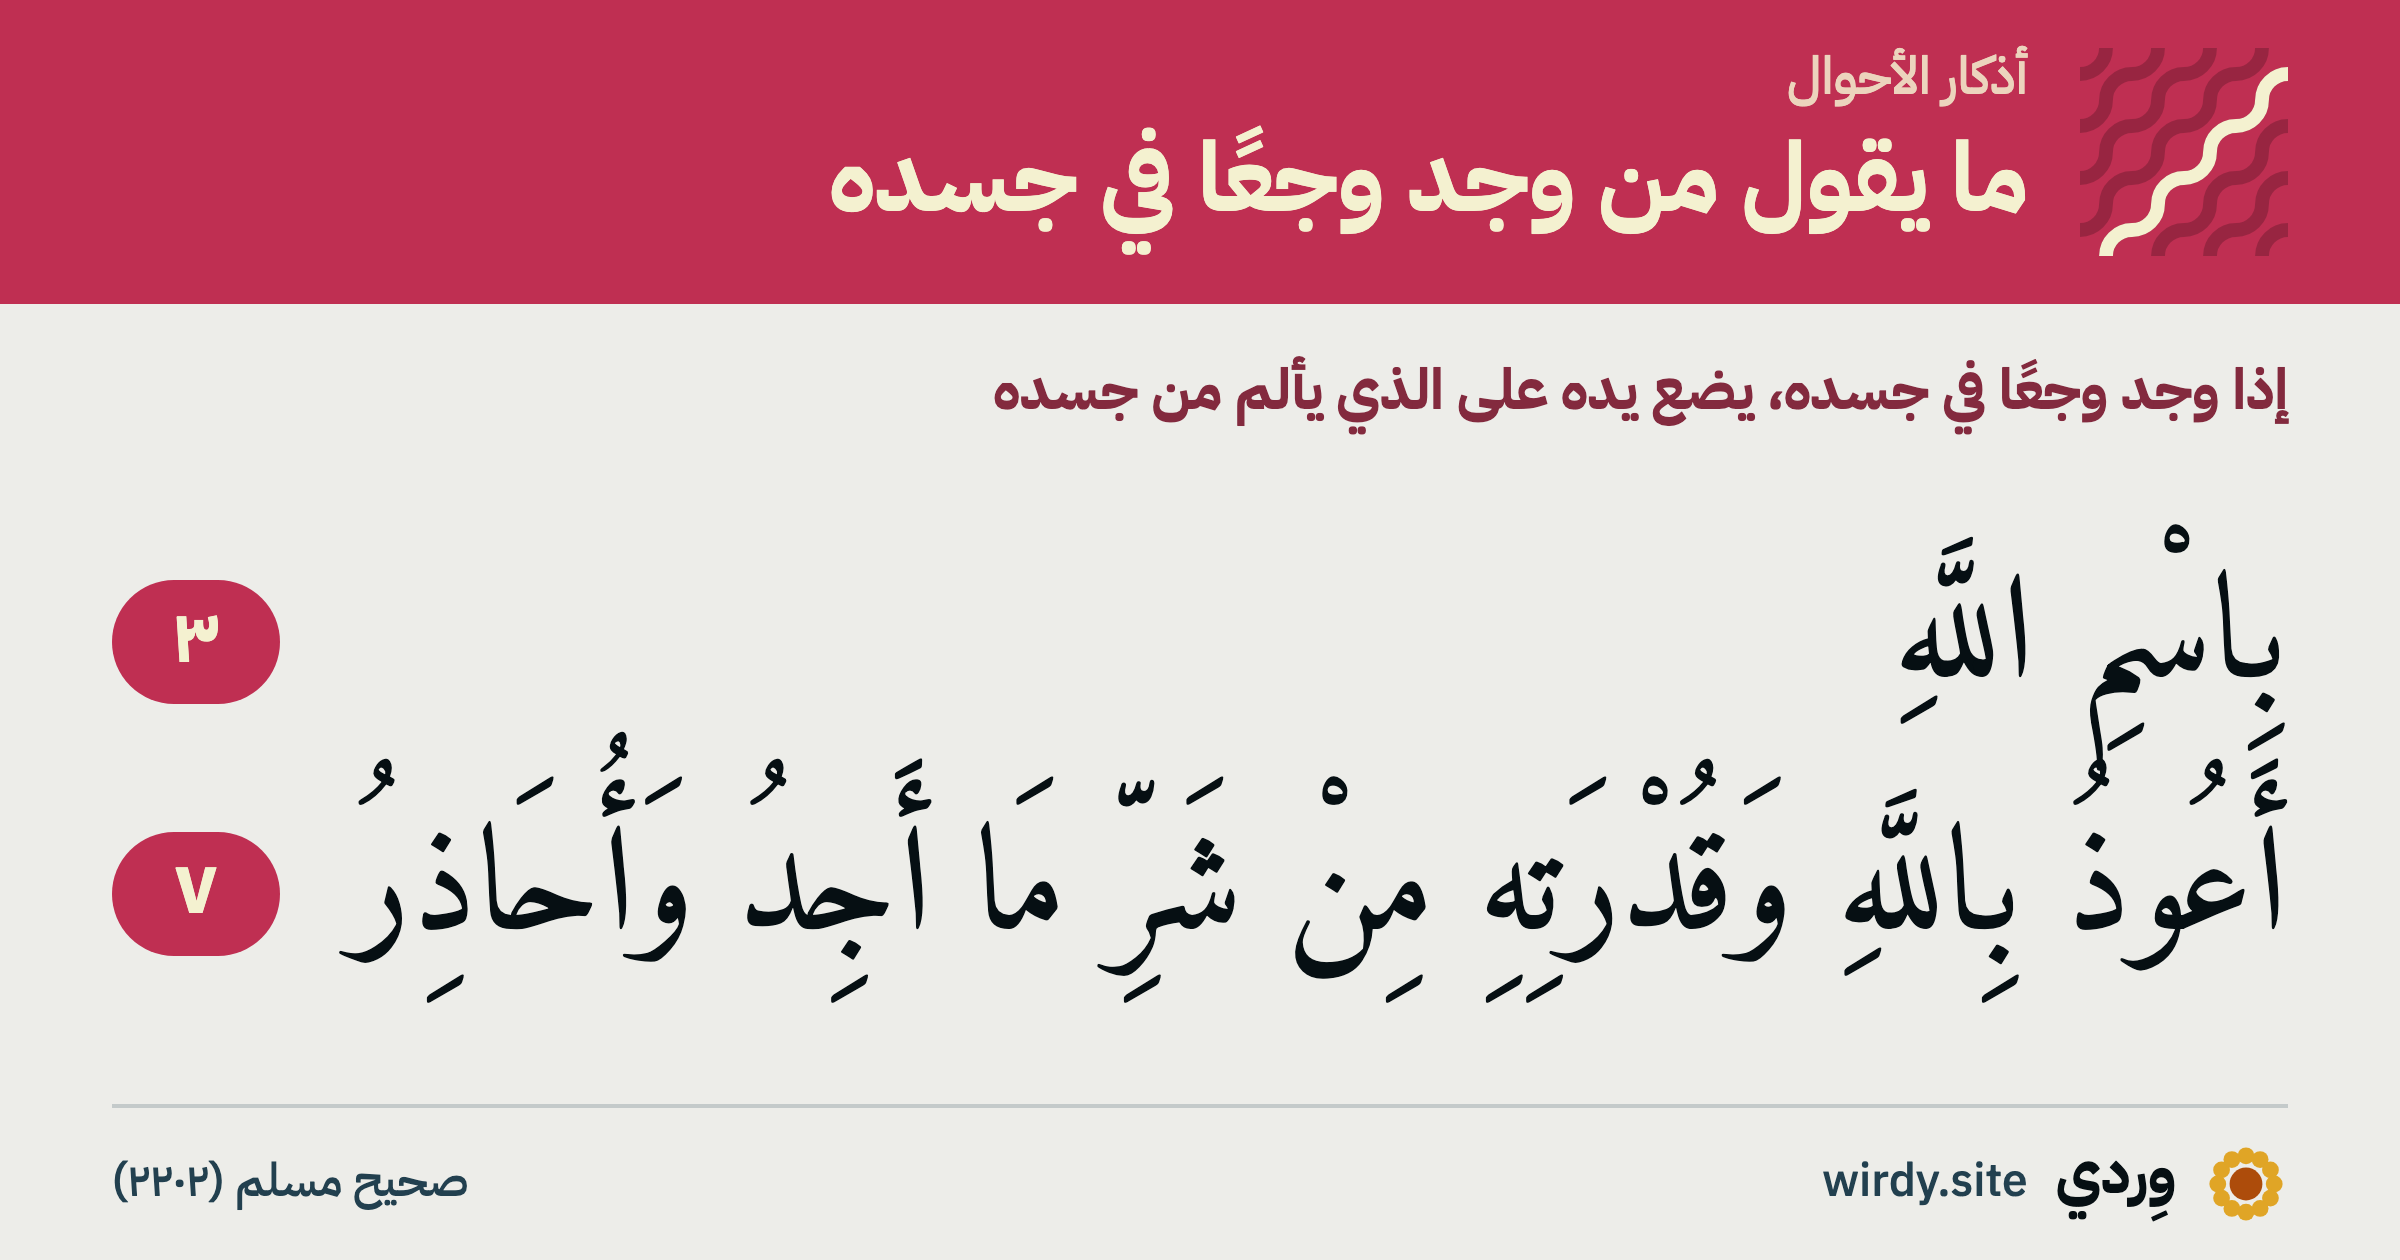 أذكار الأحوال
ما يقول من وجد وجعًا في جسده
إذا وجد وجعًا في جسده، يضع يده على الذي يألم من جسده
بِاسْمِ اللَّهِ
٣
أَعُوذُ بِاللَّهِ وَقُدْرَتِهِ مِنْ شَرِّ مَا أَجِدُ وَأُحَاذِرُ
٧
وِردي wirdy.site
صحيح مسلم (٢٢٠٢)